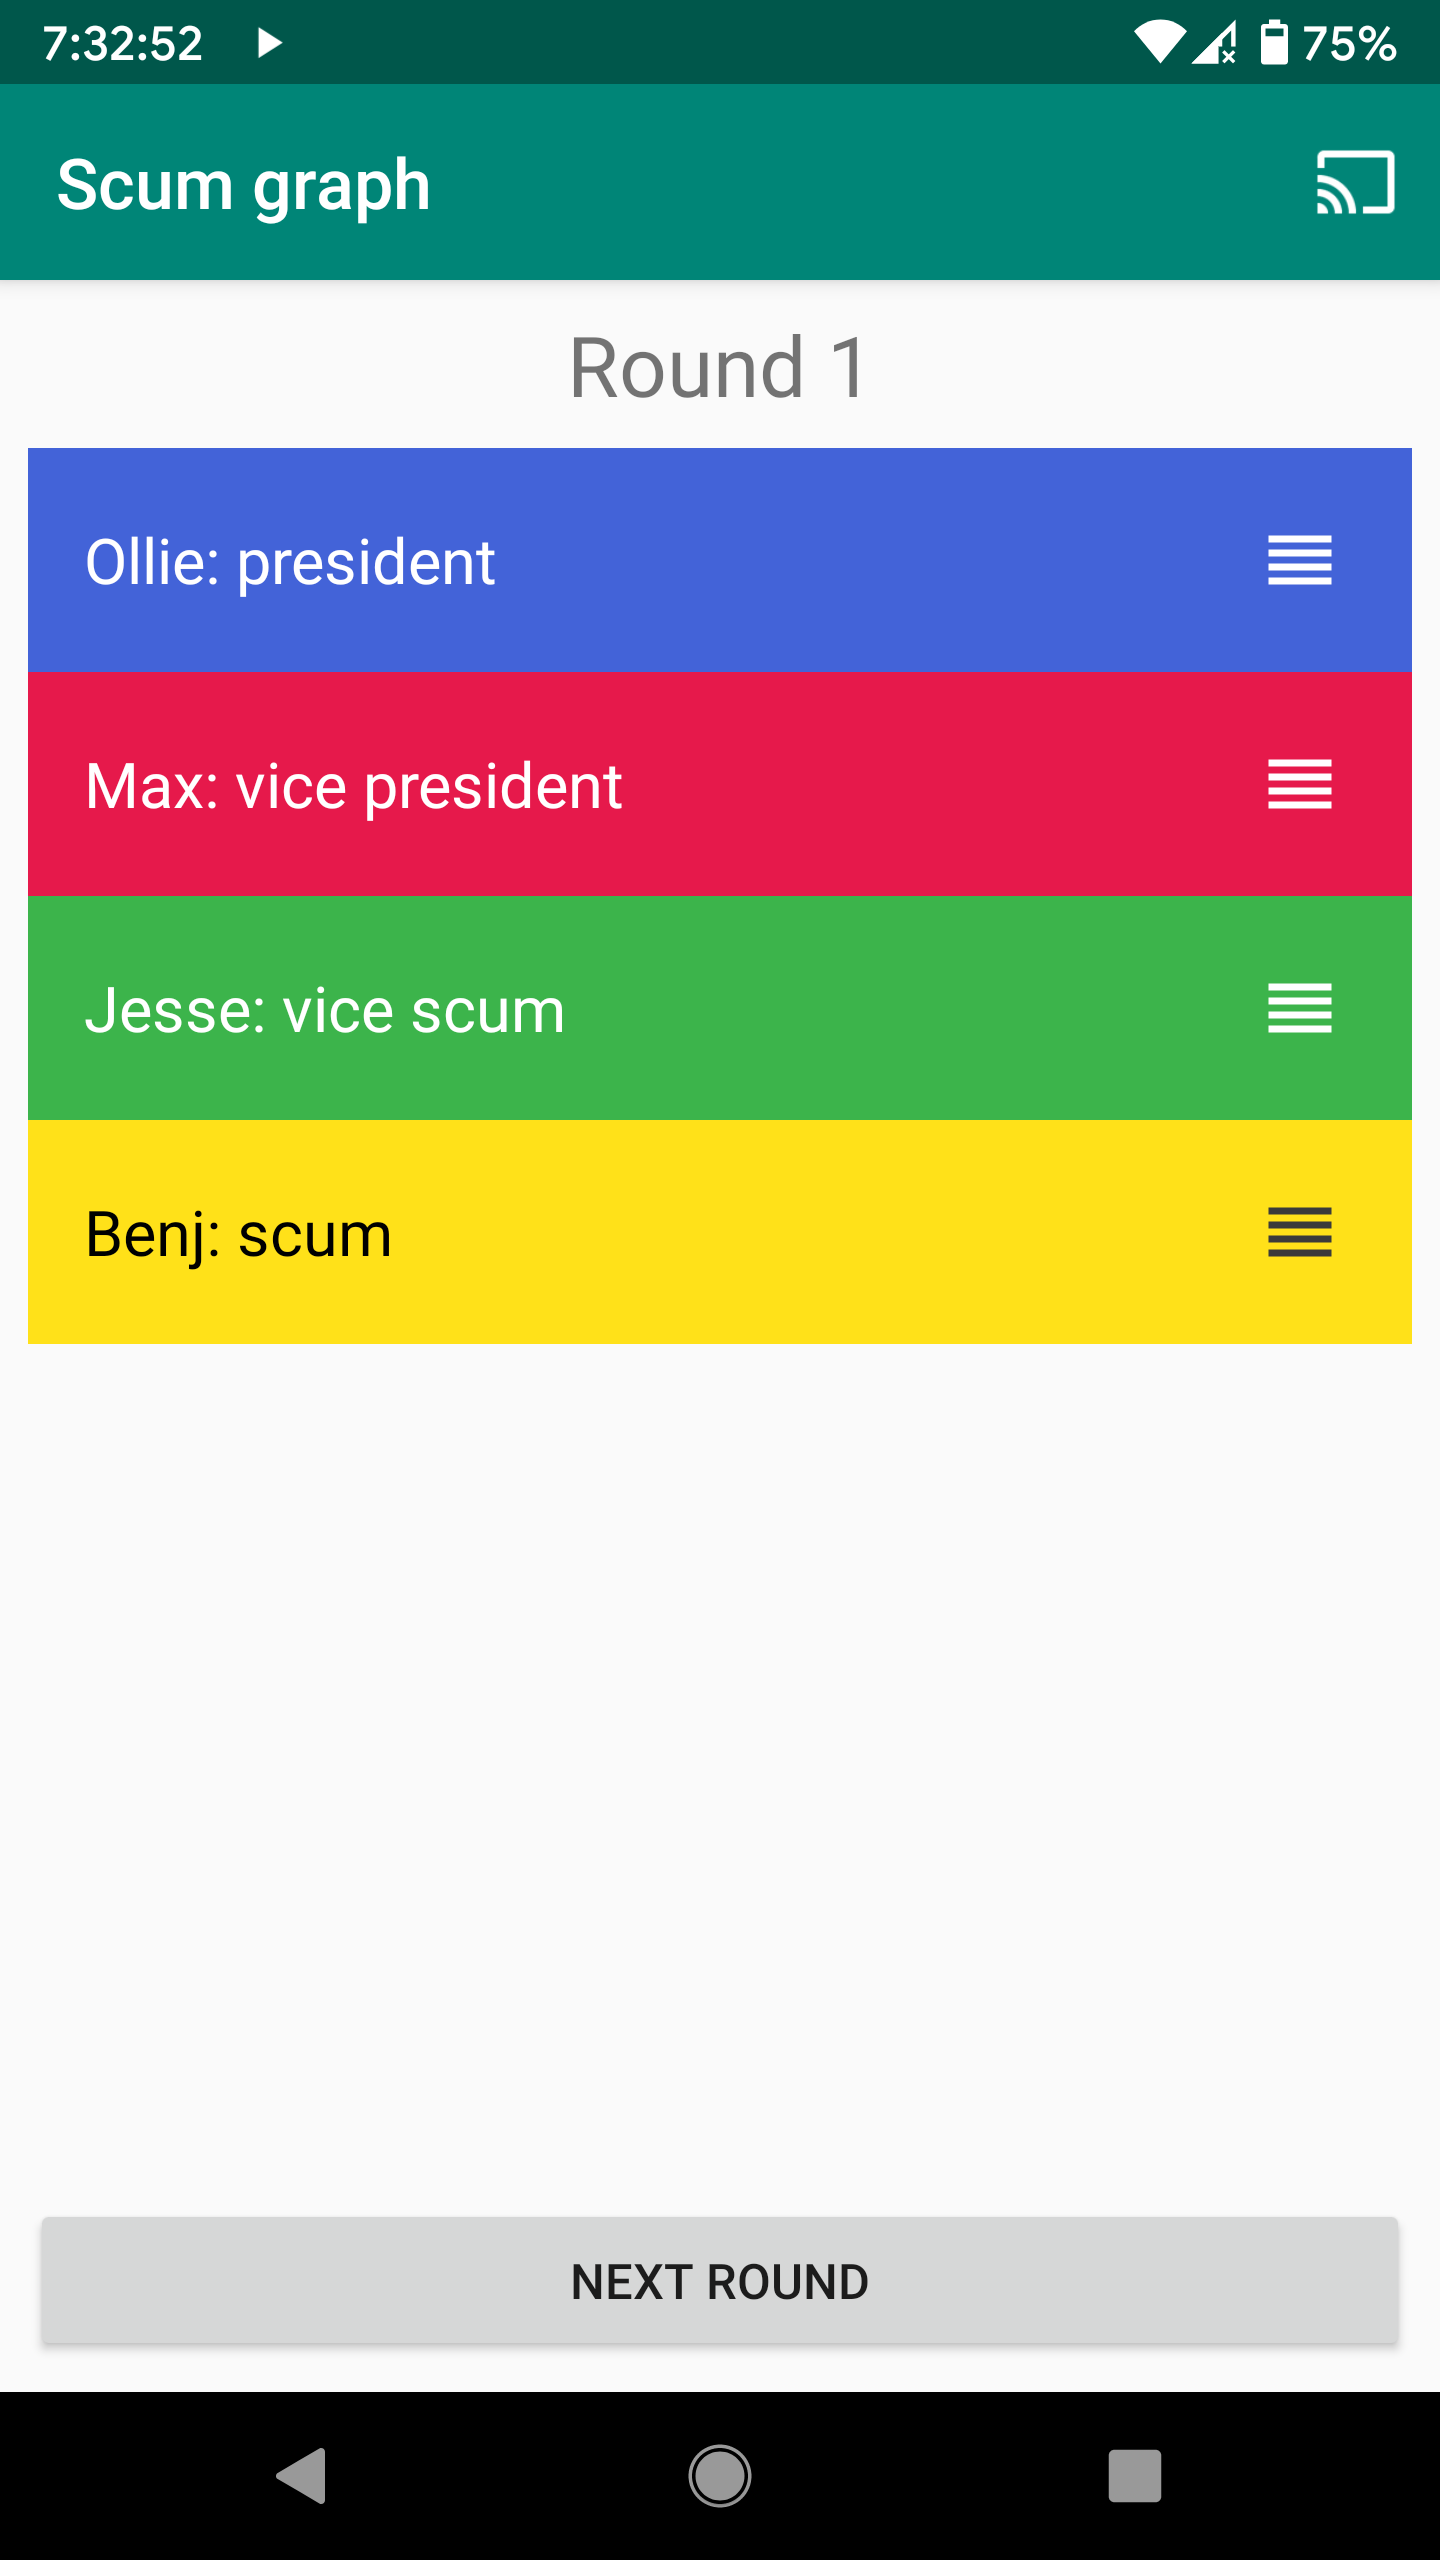 7:32:52 75%
Scum graph
Round 1
Ollie: president
Max: vice president
Jesse: vice scum
Benj: scum
NEXT ROUND